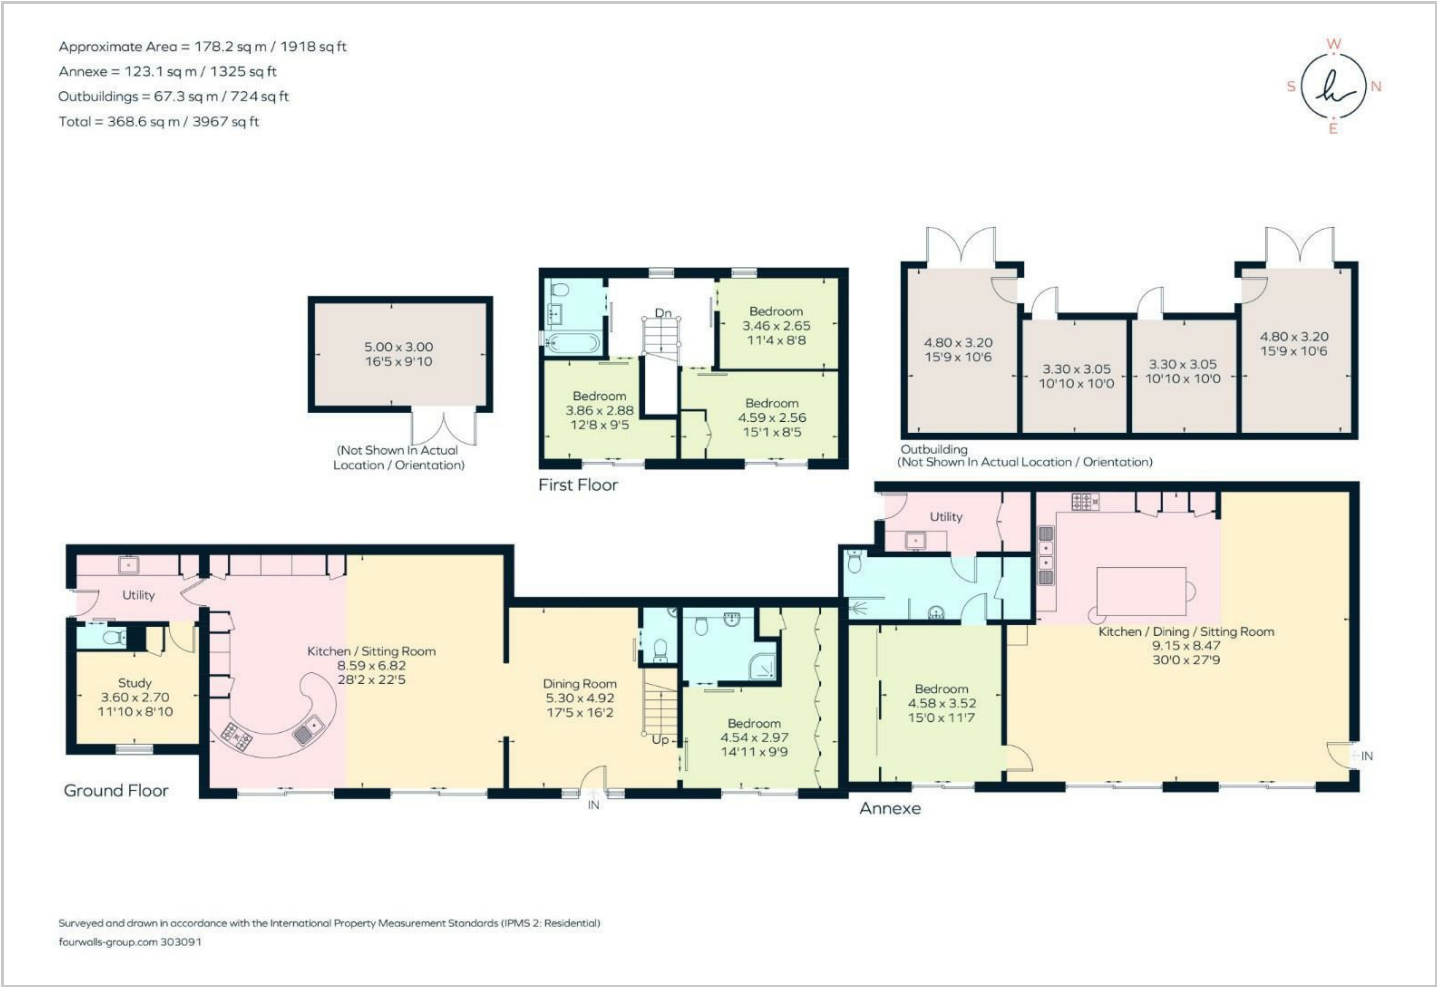 Approximate Area = 178.2 sq m / 1918 sq ft
Annexe = 123.1 sq m / 1325 sq ft
Outbuildings = 67.3 sq m / 724 sq ft
Total = 368.6 sq m / 3967 sq ft
W
S
N
E
5.00 x 3.00
16'5 x 9'10
(Not Shown In Actual
Location / Orientation)
Dn
Bedroom
3.46 x 2.65
11'4 x 8'8
Bedroom
3.86 x 2.88
12'8 x 9'5
Bedroom
4.59 x 2.56
15'1 x 8'5
First Floor
4.80 x 3.20
15'9 x 10'6
3.30 x 3.05
10'10 x 10'0
3.30 x 3.05
10'10 x 10'0
4.80 x 3.20
15'9 x 10'6
Outbuilding
(Not Shown In Actual Location / Orientation)
Utility
Study
3.60 x 2.70
11'10 x 8'10
Kitchen / Sitting Room
8.59 x 6.82
28'2 x 22'5
Dining Room
5.30 x 4.92
17'5 x 16'2
Up
IN
Bedroom
4.54 x 2.97
14'11 x 9'9
Ground Floor
Utility
Bedroom
4.58 x 3.52
15'0 x 11'7
Kitchen / Dining / Sitting Room
9.15 x 8.47
30'0 x 27'9
IN
Annexe
Surveyed and drawn in accordance with the International Property Measurement Standards (IPMS 2: Residential)
fourwalls-group.com 303091